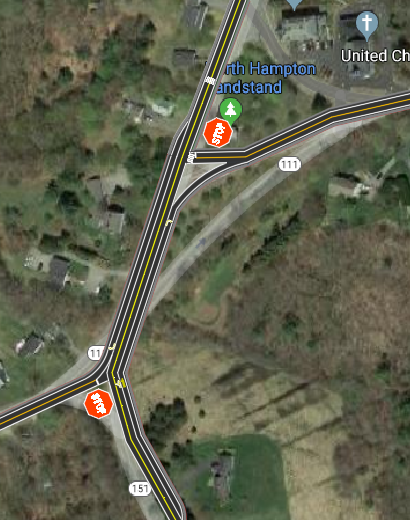 rth Hampton
andstand
United Ch
STOP
111
11
STOP
151